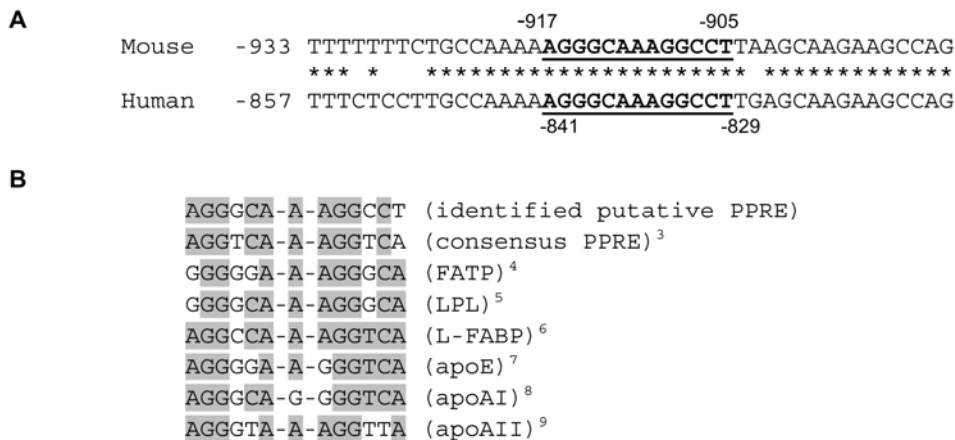 A
-917 -905
Mouse -933 TTTTTTTCTGCCAAAAAGGGCAAAGGCCTTAAGCAAGAAGCCAG
*** *   ********************** *************
Human -857 TTTCTCCTTGCCAAAAAGGGCAAAGGCCTTGAGCAAGAAGCCAG
-841 -829
B
AGGGCA-A-AGGCCT (identified putative PPRE)
AGGTCA-A-AGGTCA (consensus PPRE)3
GGGGGA-A-AGGGCA (FATP)4
GGGGCA-A-AGGGCA (LPL)5
AGGCCA-A-AGGTCA (L-FABP)6
AGGGGA-A-GGGTCA (apoE)7
AGGGCA-G-GGGTCA (apoAI)8
AGGGTA-A-AGGTTA (apoAII)9